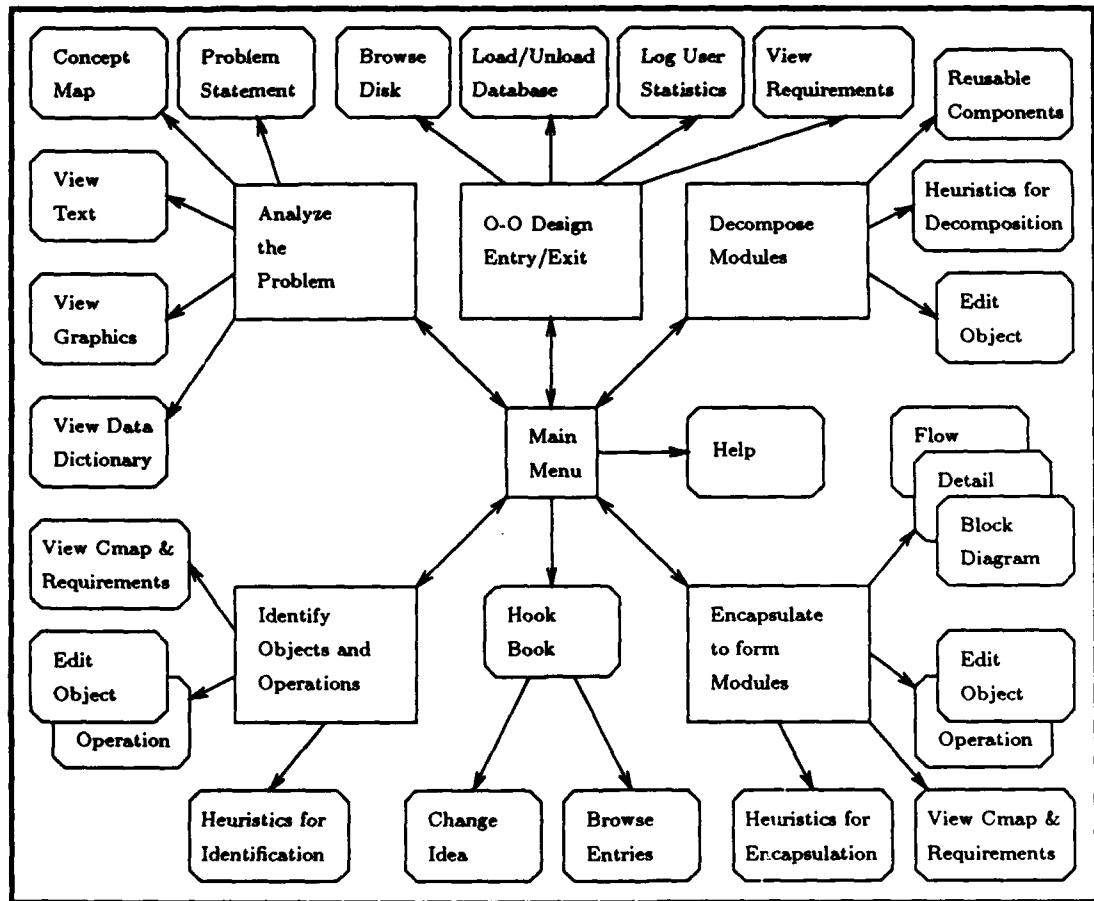 Concept
Map
Problem
Statement
Browse
Disk
Load/Unload
Database
Log User
Statistics
View
Requirements
Reusable
Components
View
Text
Analyze
the
Problem
O-O Design
Entry/Exit
Decompose
Modules
Heuristics for
Decomposition
View
Graphics
Edit
Object
View Data
Dictionary
Main
Menu
Help
Flow
Detail
Block
Diagram
View Cmap &
Requirements
Identify
Objects and
Operations
Hook
Book
Encapsulate
to form
Modules
Edit
Object
Operation
Edit
Object
Operation
Heuristics for
Identification
Change
Idea
Browse
Entries
Heuristics for
Encapsulation
View Cmap &
Requirements